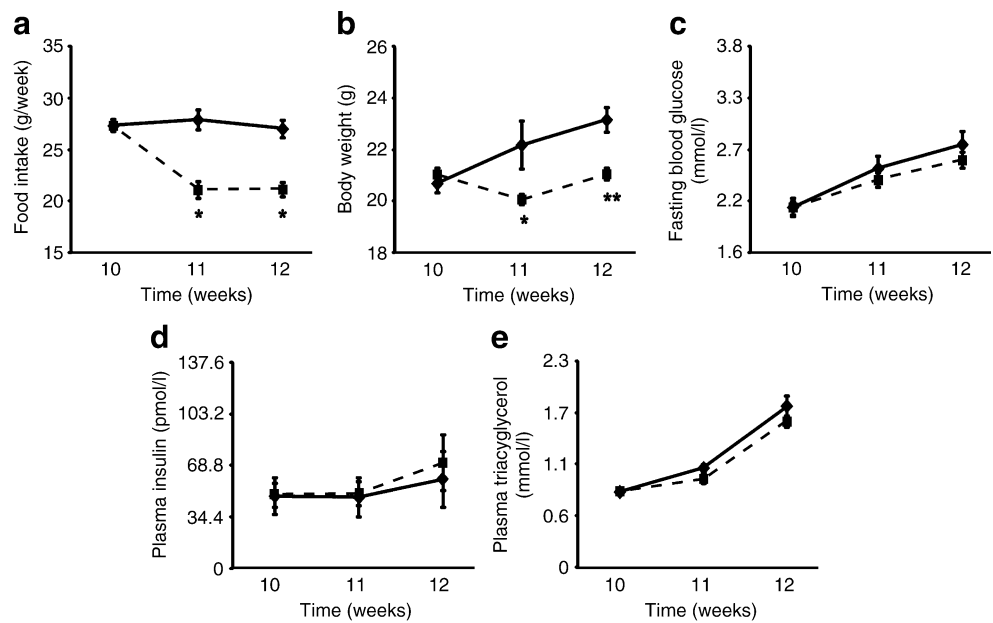 a
Food intake (g/week)
35
30
25
20
15
*
*
10
11
12
Time (weeks)
b
Body weight (g)
26
24
22
20
18
*
**
10
11
12
Time (weeks)
c
Fasting blood glucose
(mmol/l)
3.8
3.3
2.7
2.2
1.6
10
11
12
Time (weeks)
d
Plasma insulin (pmol/l)
137.6
103.2
68.8
34.4
0
10
11
12
Time (weeks)
e
Plasma triacyglycerol
(mmol/l)
2.3
1.7
1.1
0.6
0
10
11
12
Time (weeks)